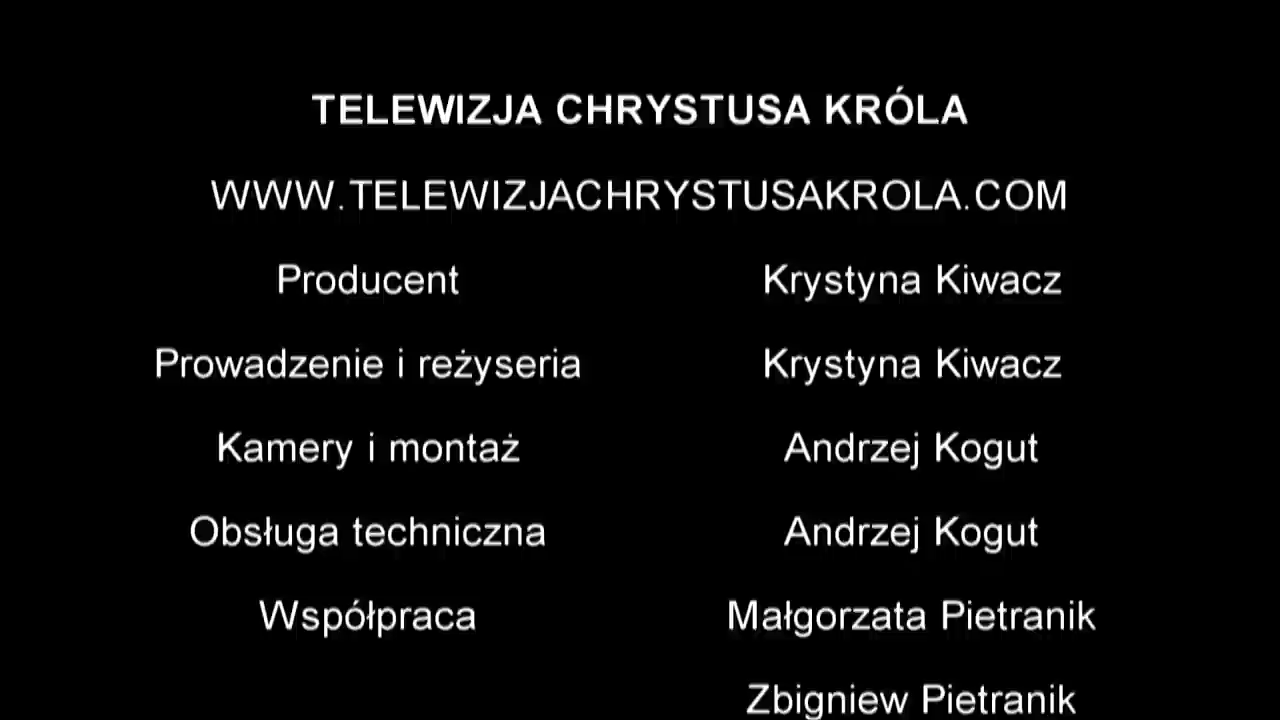 TELEWIZJA CHRYSTUSA KRÓLA
WWW.TELEWIZJACHRYSTUSAKROLA.COM
Producent Krystyna Kiwacz
Prowadzenie i reżyseria Krystyna Kiwacz
Kamery i montaż Andrzej Kogut
Obsługa techniczna Andrzej Kogut
Współpraca Małgorzata Pietranik
Zbigniew Pietranik